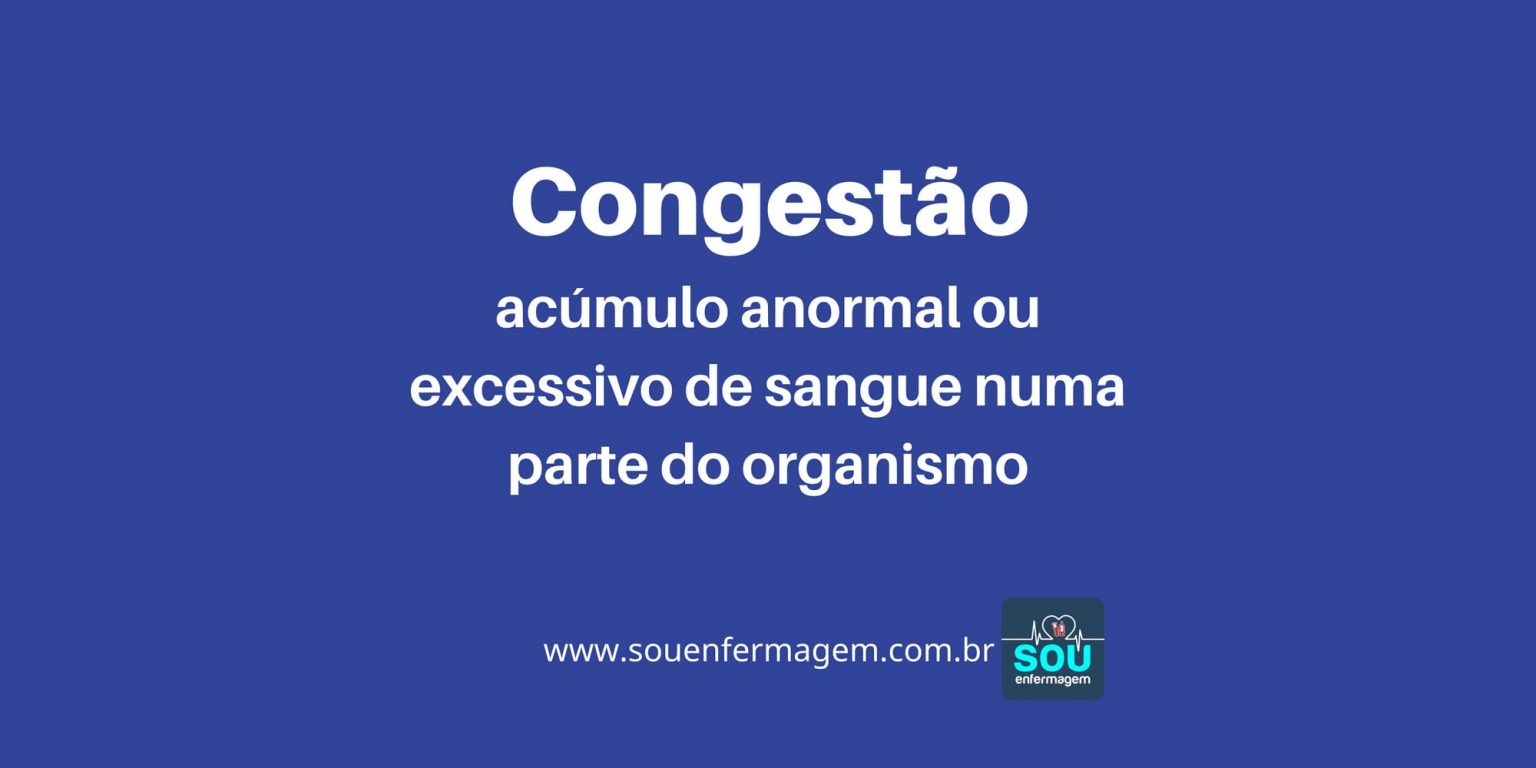 Congestão
acúmulo anormal ou
excessivo de sangue numa
parte do organismo
www.souenfermagem.com.br
SOU
enfermagem